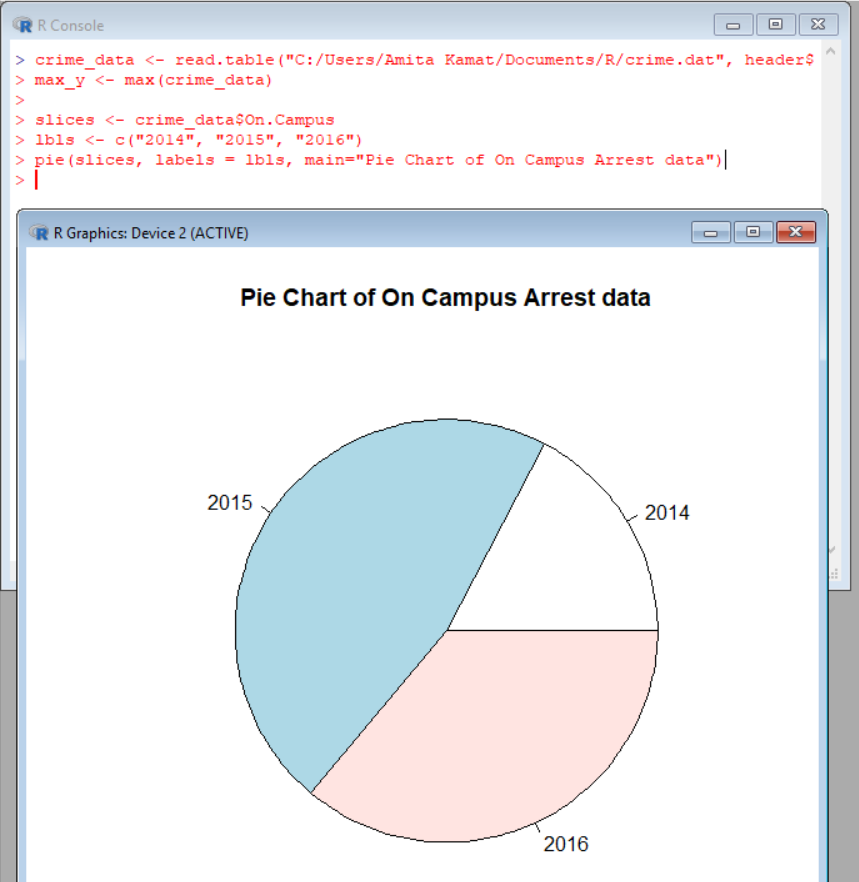 R Console
> crime_data <- read.table("C:/Users/Amita Kamat/Documents/R/crime.dat", header$
> max_y <- max(crime_data)
>
> slices <- crime_data$On.Campus
> lbls <- c("2014", "2015", "2016")
> pie(slices, labels = lbls, main="Pie Chart of On Campus Arrest data")
>
R Graphics: Device 2 (ACTIVE)
Pie Chart of On Campus Arrest data
2015
2014
2016